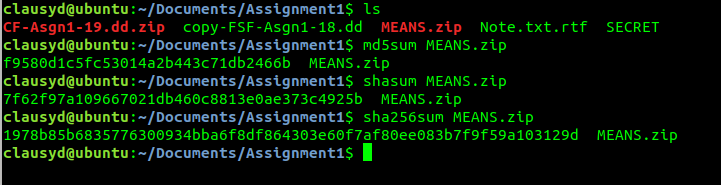 clausyd@ubuntu:~/Documents/Assignment1$ ls
CF-Asgn1-19.dd.zip  copy-FSF-Asgn1-18.dd  MEANS.zip  Note.txt.rtf  SECRET
clausyd@ubuntu:~/Documents/Assignment1$ md5sum MEANS.zip
f9580d1c5fc53014a2b443c71db2466b  MEANS.zip
clausyd@ubuntu:~/Documents/Assignment1$ shasum MEANS.zip
7f62f97a109667021db460c8813e0ae373c4925b  MEANS.zip
clausyd@ubuntu:~/Documents/Assignment1$ sha256sum MEANS.zip
1978b85b6835776300934bba6f8df864303e60f7af80ee083b7f9f59a103129d  MEANS.zip
clausyd@ubuntu:~/Documents/Assignment1$